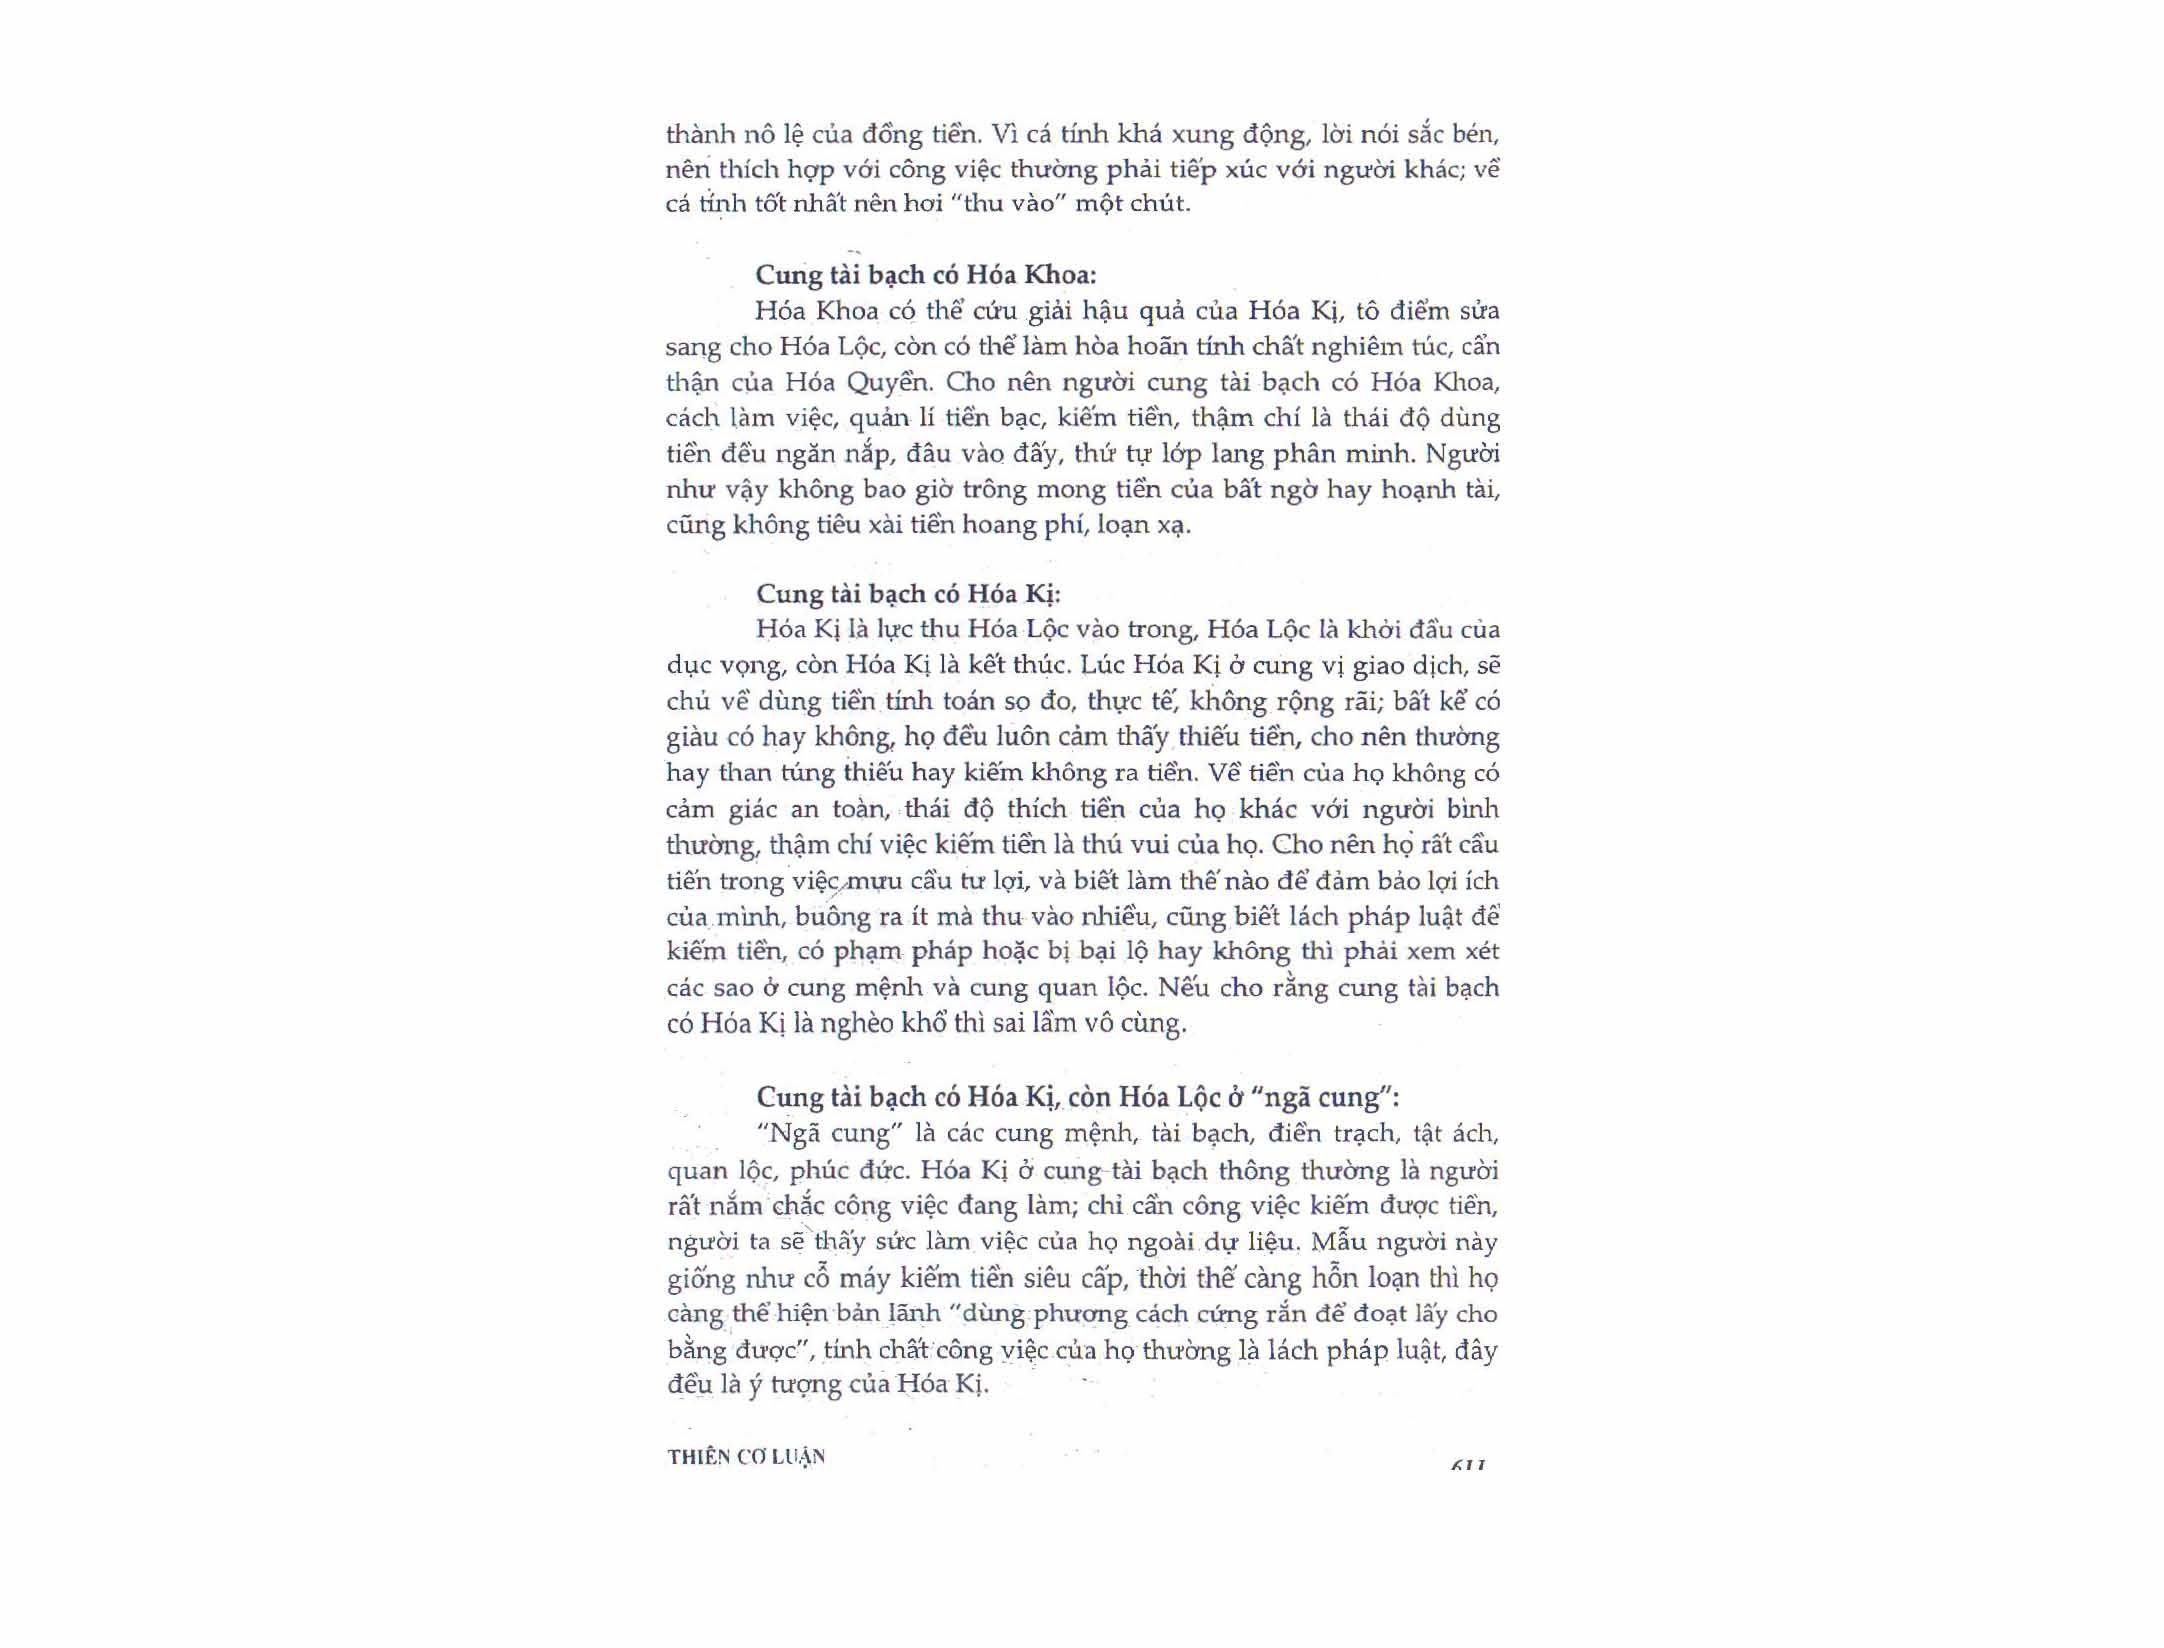 thành nô lệ của đồng tiền. Vì cá tính khá xung động, lời nói sắc bén,
nên thích hợp với công việc thường phải tiếp xúc với người khác; về
cá tính tốt nhất nên hơi "thu vào" một chút.
Cung tài bạch có Hóa Khoa:
Hóa Khoa có thể cứu giải hậu quả của Hóa Kị, tô điểm sửa
sang cho Hóa Lộc, còn có thể làm hòa hoãn tính chất nghiêm túc, cẩn
thận của Hóa Quyền. Cho nên người cung tài bạch có Hóa Khoa,
cách làm việc, quản lí tiền bạc, kiếm tiền, thậm chí là thái độ dùng
tiền đều ngăn nắp, đâu vào đấy, thứ tự lớp lang phân minh. Người
như vậy không bao giờ trông mong tiền của bất ngờ hay hoạnh tài,
cũng không tiêu xài tiền hoang phí, loạn xạ.
Cung tài bạch có Hóa Kị:
Hóa Kị là lực thu Hóa Lộc vào trong, Hóa Lộc là khởi đầu của
dục vọng, còn Hóa Kị là kết thúc. Lúc Hóa Kị ở cung vị giao dịch, sẽ
chủ về dùng tiền tính toán so đo, thực tế, không rộng rãi; bất kể có
giàu có hay không, họ đều luôn cảm thấy thiếu tiền, cho nên thường
hay than túng thiếu hay kiếm không ra tiền. Về tiền của họ không có
cảm giác an toàn, thái độ thích tiền của họ khác với người bình
thường, thậm chí việc kiếm tiền là thú vui của họ. Cho nên họ rất cầu
tiến trong việc mưu cầu tư lợi, và biết làm thế nào để đảm bảo lợi ích
của mình, buông ra ít mà thu vào nhiều, cũng biết lách pháp luật để
kiếm tiền, có phạm pháp hoặc bị bại lộ hay không thì phải xem xét
các sao ở cung mệnh và cung quan lộc. Nếu cho rằng cung tài bạch
có Hóa Kị là nghèo khổ thì sai lầm vô cùng.
Cung tài bạch có Hóa Kị, còn Hóa Lộc ở "ngã cung":
"Ngã cung" là các cung mệnh, tài bạch, điền trạch, tật ách,
quan lộc, phúc đức. Hóa Kị ở cung tài bạch thông thường là người
rất nắm chắc công việc đang làm; chỉ cần công việc kiếm được tiền,
người ta sẽ thấy sức làm việc của họ ngoài dự liệu. Mẫu người này
giống như cỗ máy kiếm tiền siêu cấp, thời thế càng hỗn loạn thì họ
càng thể hiện bản lãnh "dùng phương cách cứng rắn để đoạt lấy cho
bằng được", tính chất công việc của họ thường là lách pháp luật, đây
đều là ý tượng của Hóa Kị.
THIÊN CƠ LUẬN
611